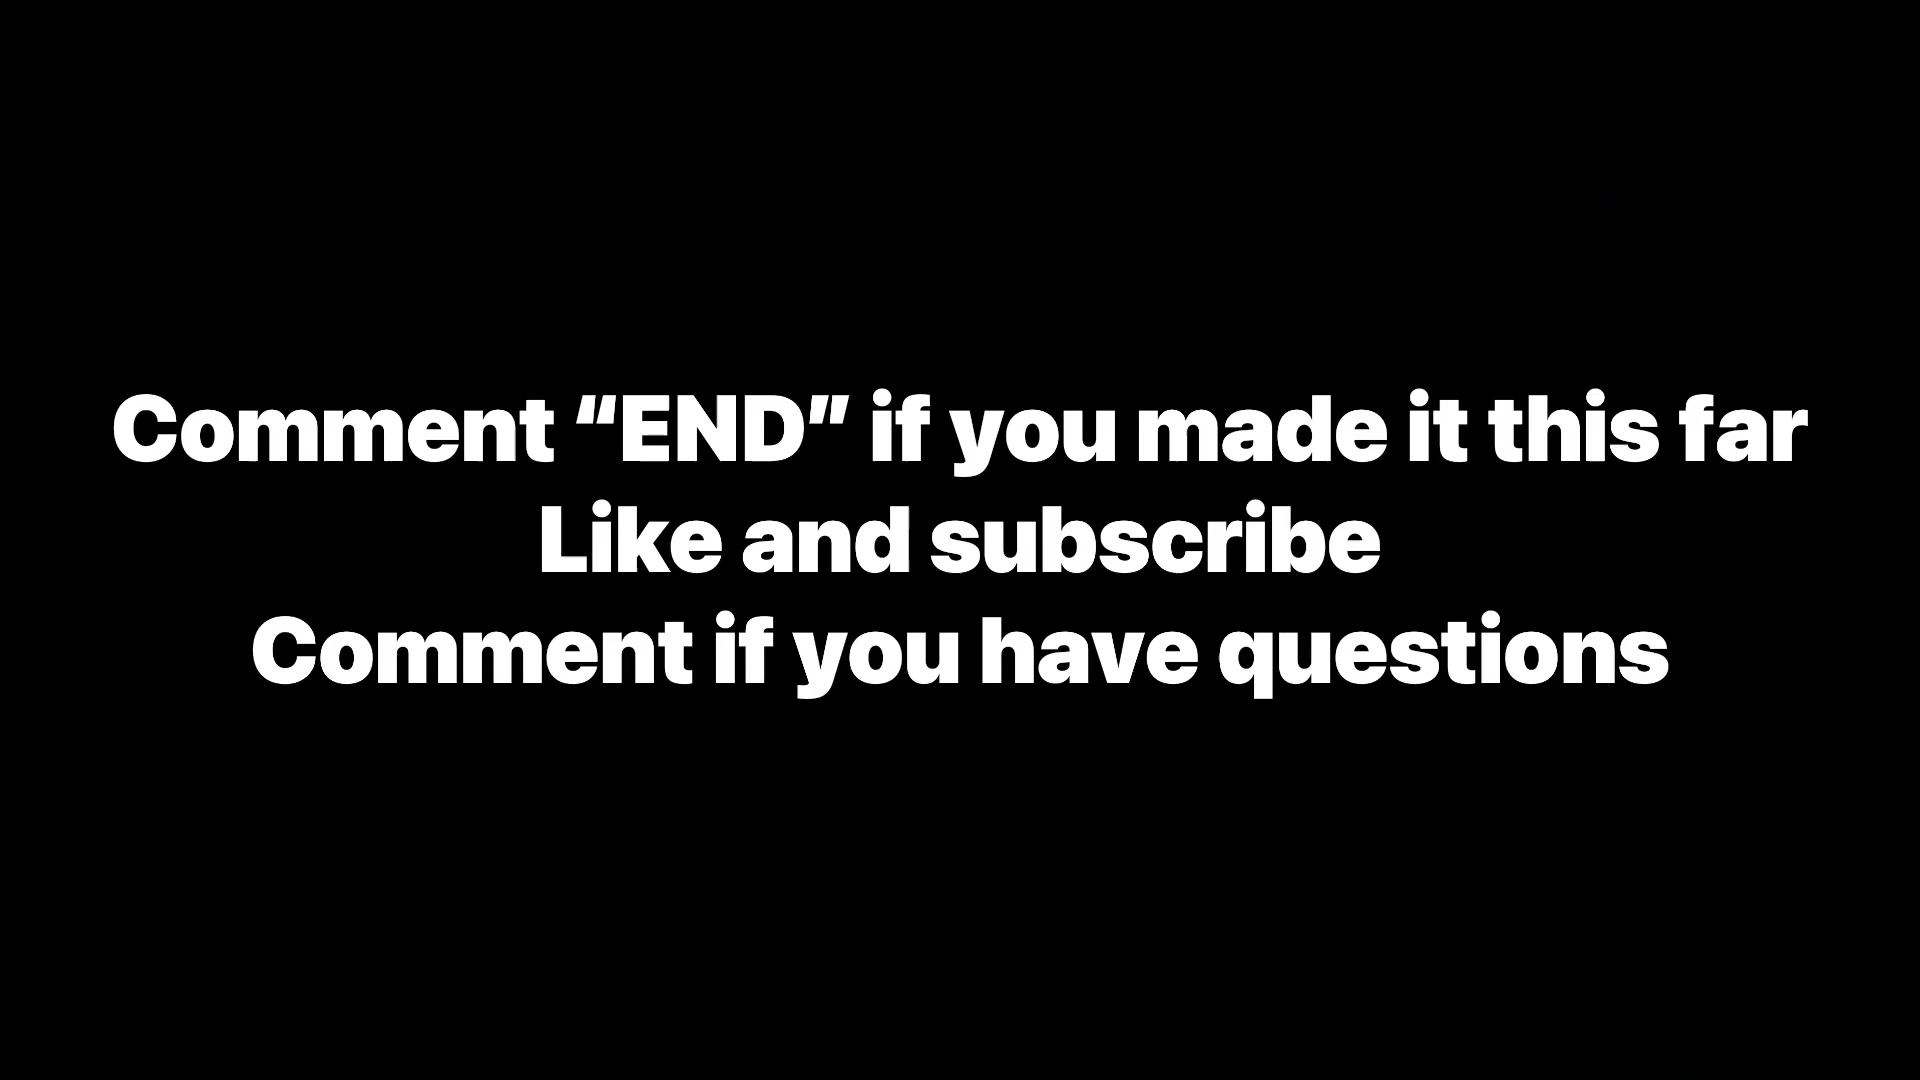 Comment “END” if you made it this far
Like and subscribe
Comment if you have questions